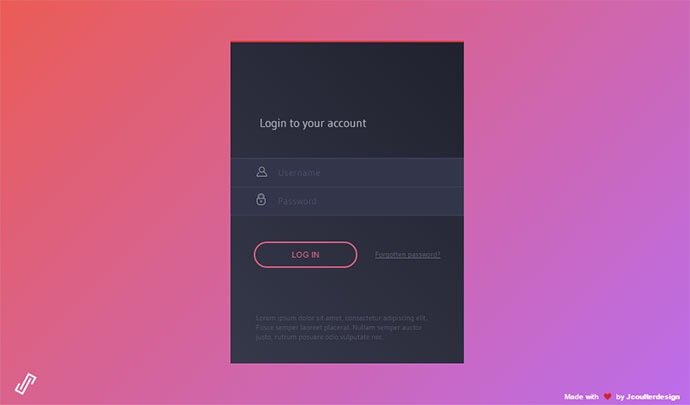 Login to your account
Username
Password
LOG IN
Forgotten password?
Lorem ipsum dolor sit amet, consectetur adipiscing elit.
Fusce semper laoreet placerat. Nullam semper auctor
justo, rutrum posuere odio vulputate nec.
Made with ❤ by Jcoulterdesign